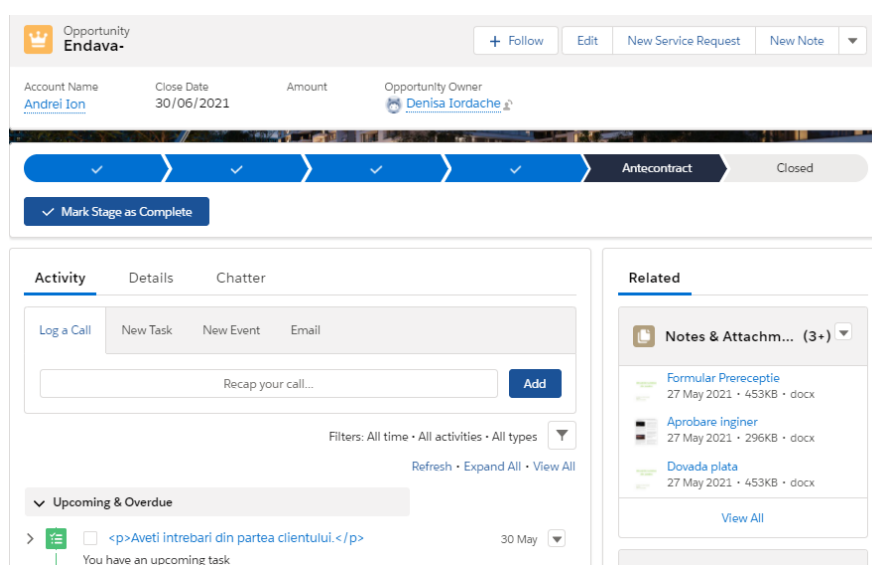 Opportunity
Endava-
+ Follow
Edit
New Service Request
New Note
Account Name
Close Date
Amount
Opportunity Owner
Andrei Ion
30/06/2021
Denisa Iordache
Antecontract
Closed
Mark Stage as Complete
Activity
Details
Chatter
Related
Log a Call
New Task
New Event
Email
Recap your call...
Add
Filters: All time • All activities • All types
Refresh • Expand All • View All
Upcoming & Overdue
<p>Aveti intrebari din partea clientului.</p>
30 May
You have an upcoming task
Notes & Attachm... (3+)
Formular Prereceptie
27 May 2021 • 453KB • docx
Aprobare inginer
27 May 2021 • 296KB • docx
Dovada plata
27 May 2021 • 453KB • docx
View All